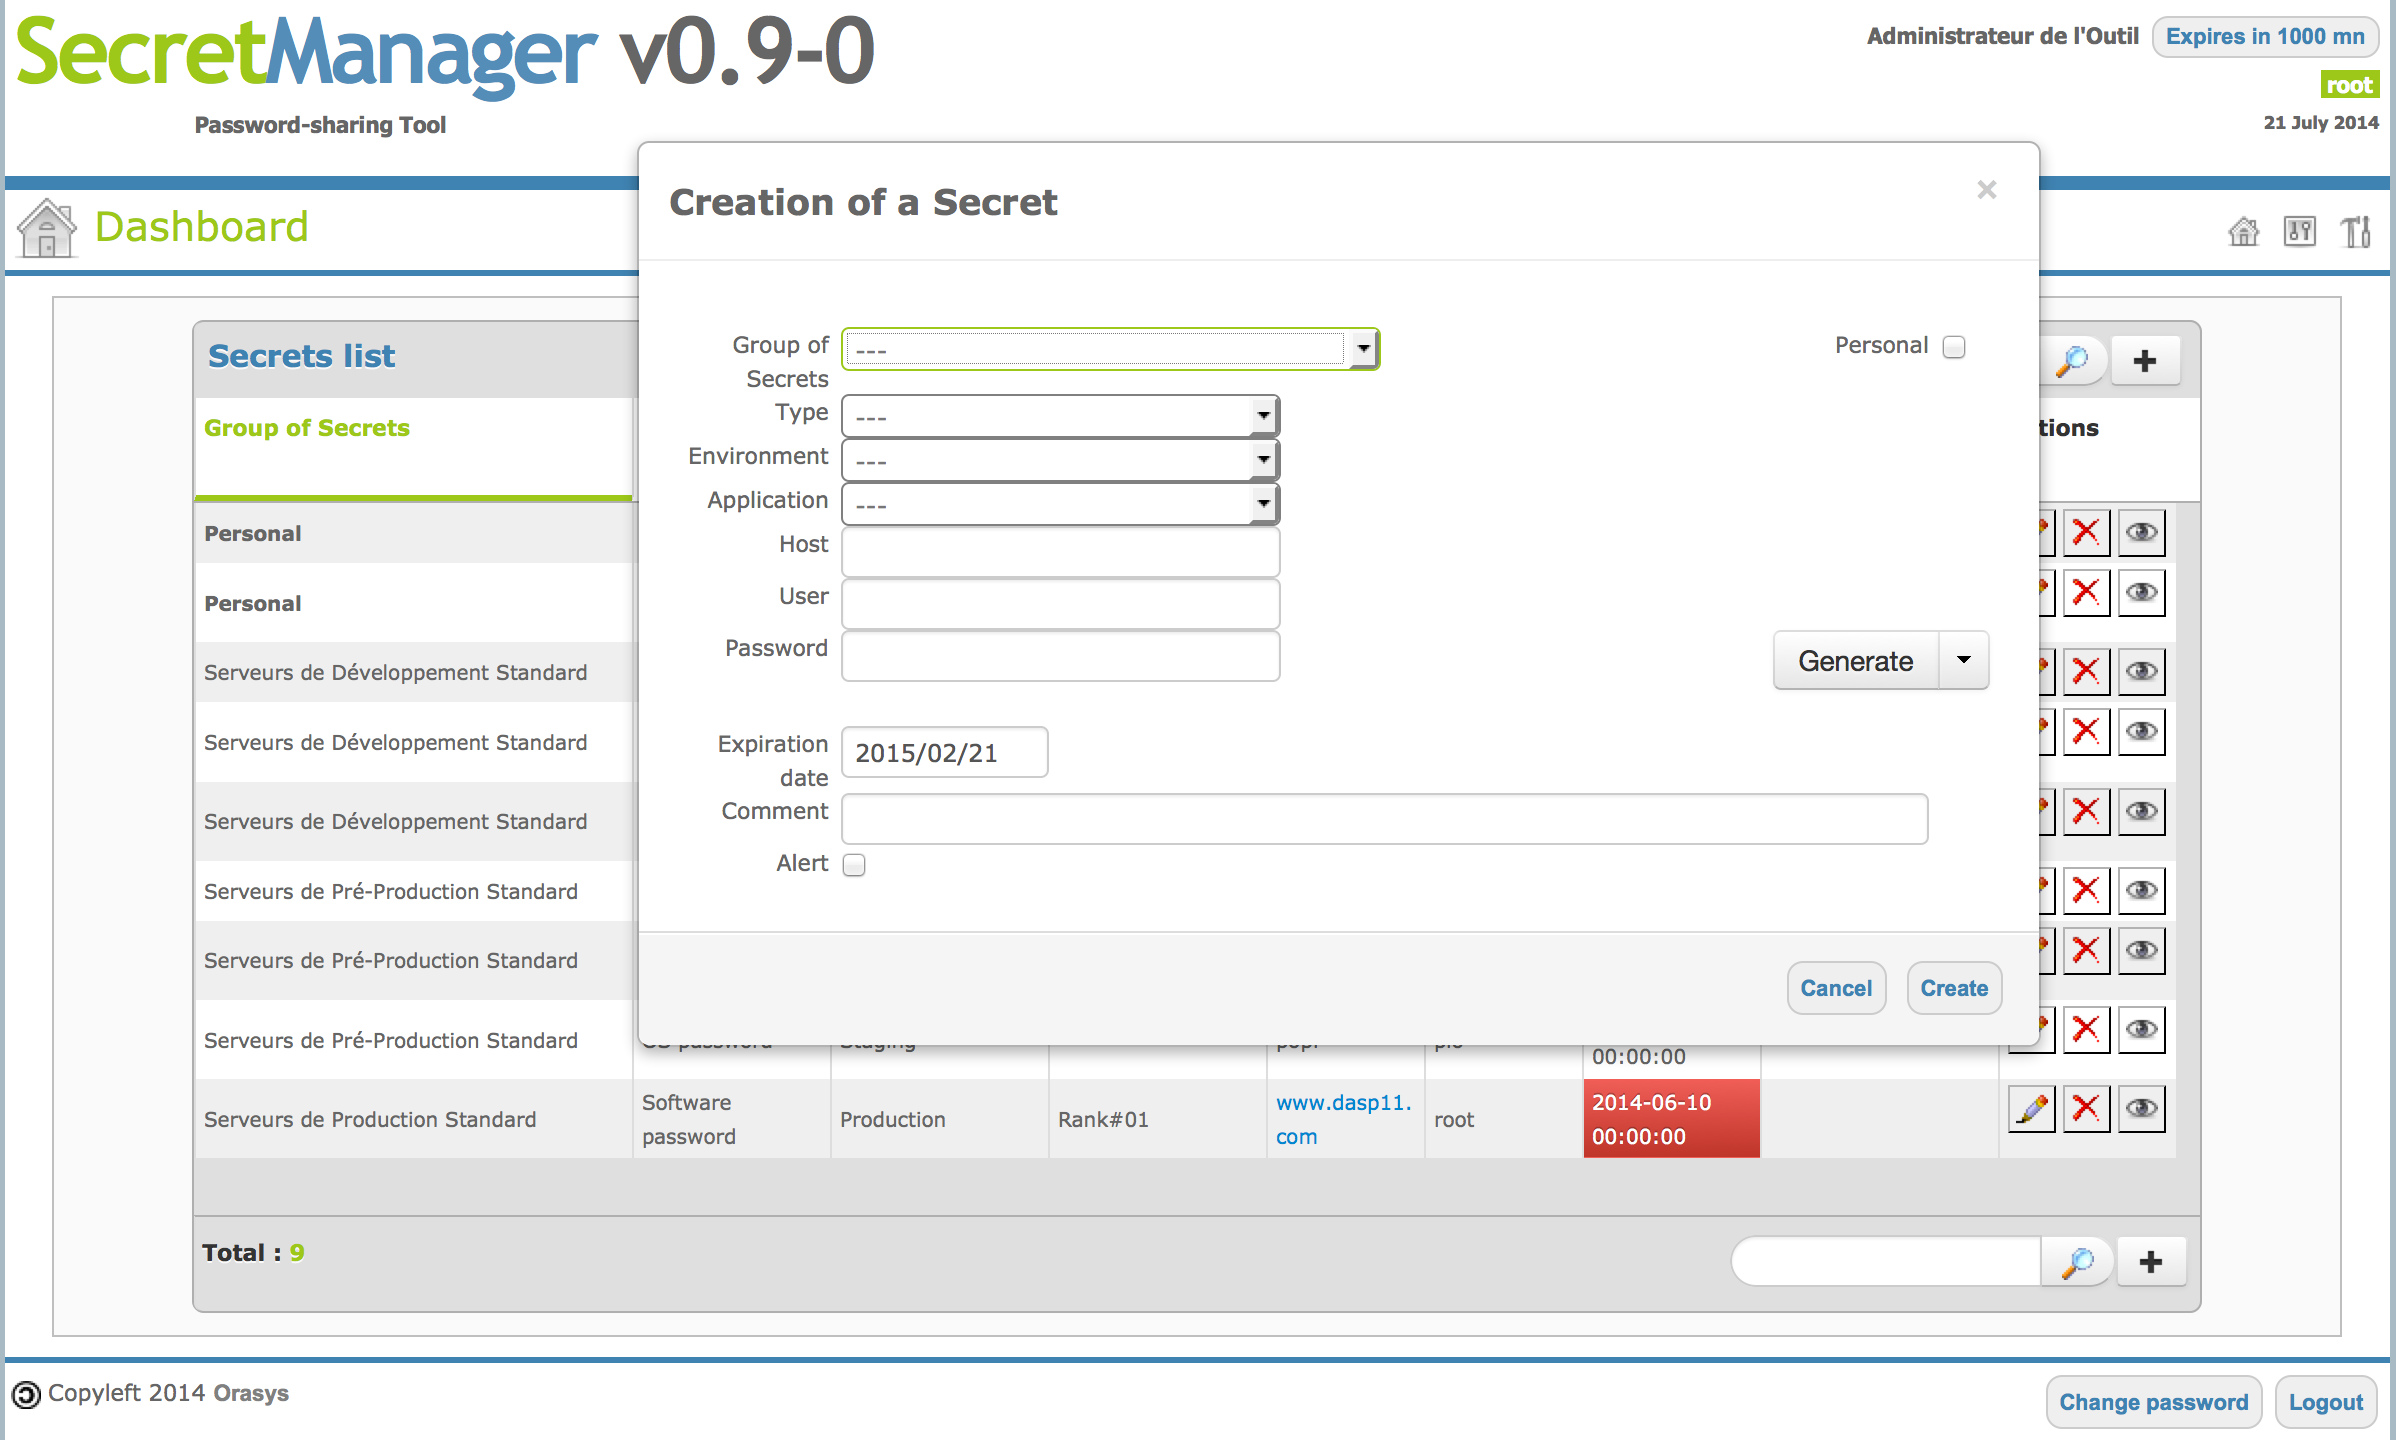 SecretManager v0.9-0
Password-sharing Tool
Administrateur de l'Outil
Expires in 1000 mn
root
21 July 2014
Dashboard
Creation of a Secret
×
Group of
Secrets
---
Personal
Type
---
Environment
---
Application
---
Host
User
Password
Generate
Expiration
date
2015/02/21
Comment
Alert
Cancel
Create
Secrets list
Group of Secrets
tions
Personal
Personal
Serveurs de Développement Standard
Serveurs de Développement Standard
Serveurs de Développement Standard
Serveurs de Pré-Production Standard
Serveurs de Pré-Production Standard
Serveurs de Pré-Production Standard
OS password
Staging
00:00:00
Serveurs de Production Standard
Software
password
Production
Rank#01
www.dasp11.
com
root
2014-06-10
00:00:00
Total : 9
Copyleft 2014 Orasys
Change password
Logout